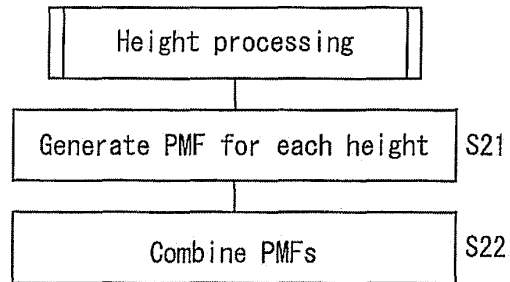 Height processing
Generate PMF for each height S21
Combine PMFs S22